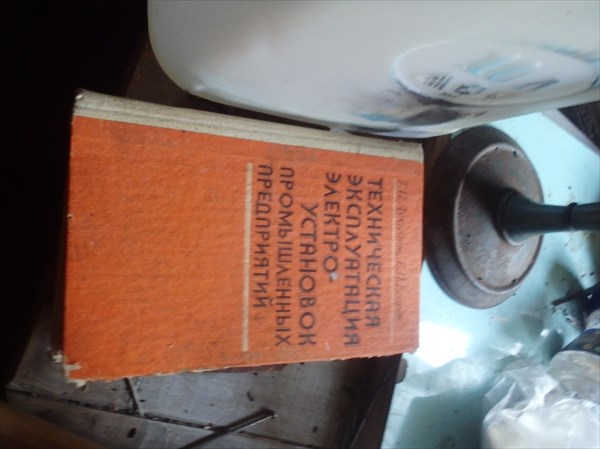 ТЕХНИЧЕСКАЯ
ЭКСПЛУАТАЦИЯ
ЭЛЕКТРО-
УСТАНОВОК
ПРОМЫШЛЕННЫХ
ПРЕДПРИЯТИЙ